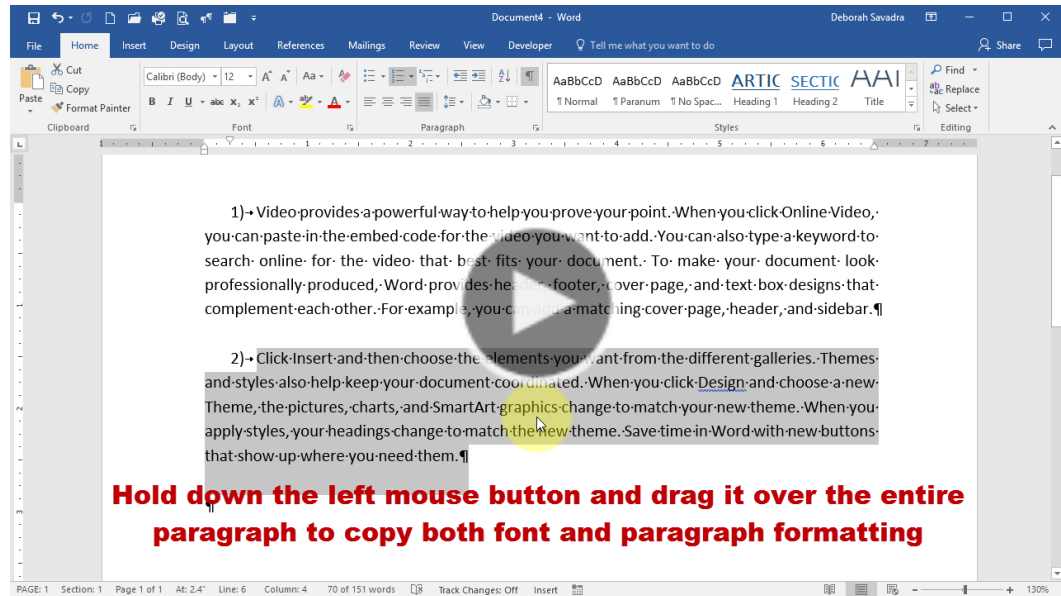 Document4 - Word
Deborah Savadra
File Home Insert Design Layout References Mailings Review View Developer Tell me what you want to do Share
Paste
Cut
Copy
Format Painter
Clipboard
Calibri (Body) 12
Font
Paragraph
AaBbCcD AaBbCcD AaBbCcD ARTIC SECTIC AAI
¶ Normal ¶ Paranum ¶ No Spac... Heading 1 Heading 2 Title
Styles
Find
Replace
Select
Editing
1) Video provides a powerful way to help you prove your point. When you click Online Video,
you can paste in the embed code for the video you want to add. You can also type a keyword to
search online for the video that best fits your document. To make your document look
professionally produced, Word provides header, footer, cover page, and text box designs that
complement each other. For example, you can add a matching cover page, header, and sidebar.¶
2) Click Insert and then choose the elements you want from the different galleries. Themes
and styles also help keep your document coordinated. When you click Design and choose a new
Theme, the pictures, charts, and SmartArt graphics change to match your new theme. When you
apply styles, your headings change to match the new theme. Save time in Word with new buttons
that show up where you need them.¶
¶
Hold down the left mouse button and drag it over the entire
paragraph to copy both font and paragraph formatting
PAGE: 1 Section: 1 Page 1 of 1 At: 2.4" Line: 6 Column: 4 70 of 151 words Track Changes: Off Insert 130%